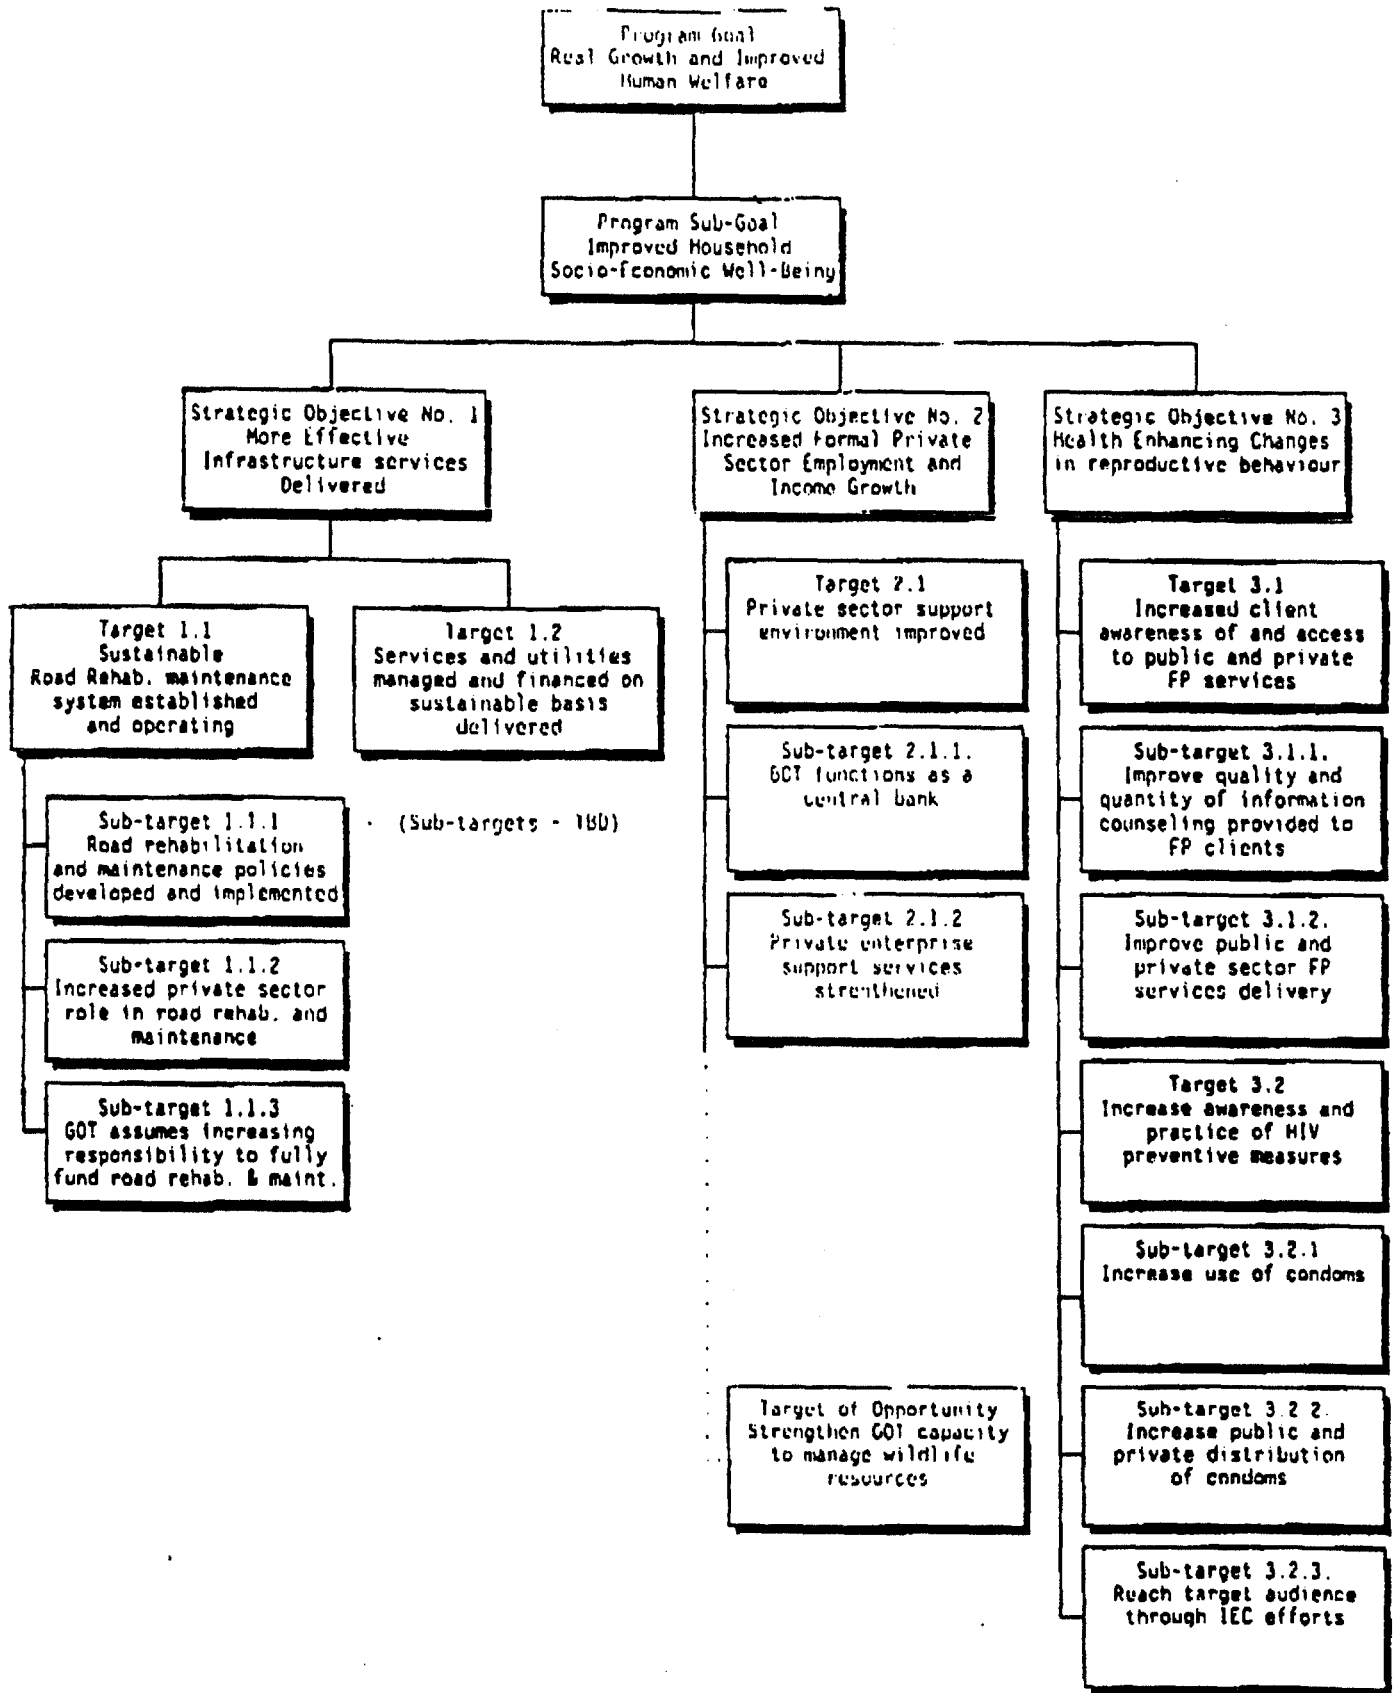 Program Goal
Real Growth and Improved
Human Welfare
Program Sub-Goal
Improved Household
Socio-Economic Well-Being
Strategic Objective No. 1
More Effective
Infrastructure services
Delivered
Strategic Objective No. 2
Increased Formal Private
Sector Employment and
Income Growth
Strategic Objective No. 3
Health Enhancing Changes
in reproductive behaviour
Target 1.1
Sustainable
Road Rehab. maintenance
system established
and operating
Target 1.2
Services and utilities
managed and financed on
sustainable basis
delivered
Sub-target 1.1.1
Road rehabilitation
and maintenance policies
developed and implemented
(Sub-targets - TBD)
Sub-target 1.1.2
Increased private sector
role in road rehab. and
maintenance
Sub-target 1.1.3
GOT assumes increasing
responsibility to fully
fund road rehab. & maint.
Target 2.1
Private sector support
environment improved
Sub-target 2.1.1.
GOT functions as a
central bank
Sub-target 2.1.2
Private enterprise
support services
strenthened
Target of Opportunity
Strengthen GOT capacity
to manage wildlife
resources
Target 3.1
Increased client
awareness of and access
to public and private
FP services
Sub-target 3.1.1.
Improve quality and
quantity of information
counseling provided to
FP clients
Sub-target 3.1.2.
Improve public and
private sector FP
services delivery
Target 3.2
Increase awareness and
practice of HIV
preventive measures
Sub-target 3.2.1
Increase use of condoms
Sub-target 3.2 2.
Increase public and
private distribution
of condoms
Sub-target 3.2.3.
Reach target audience
through IEC efforts